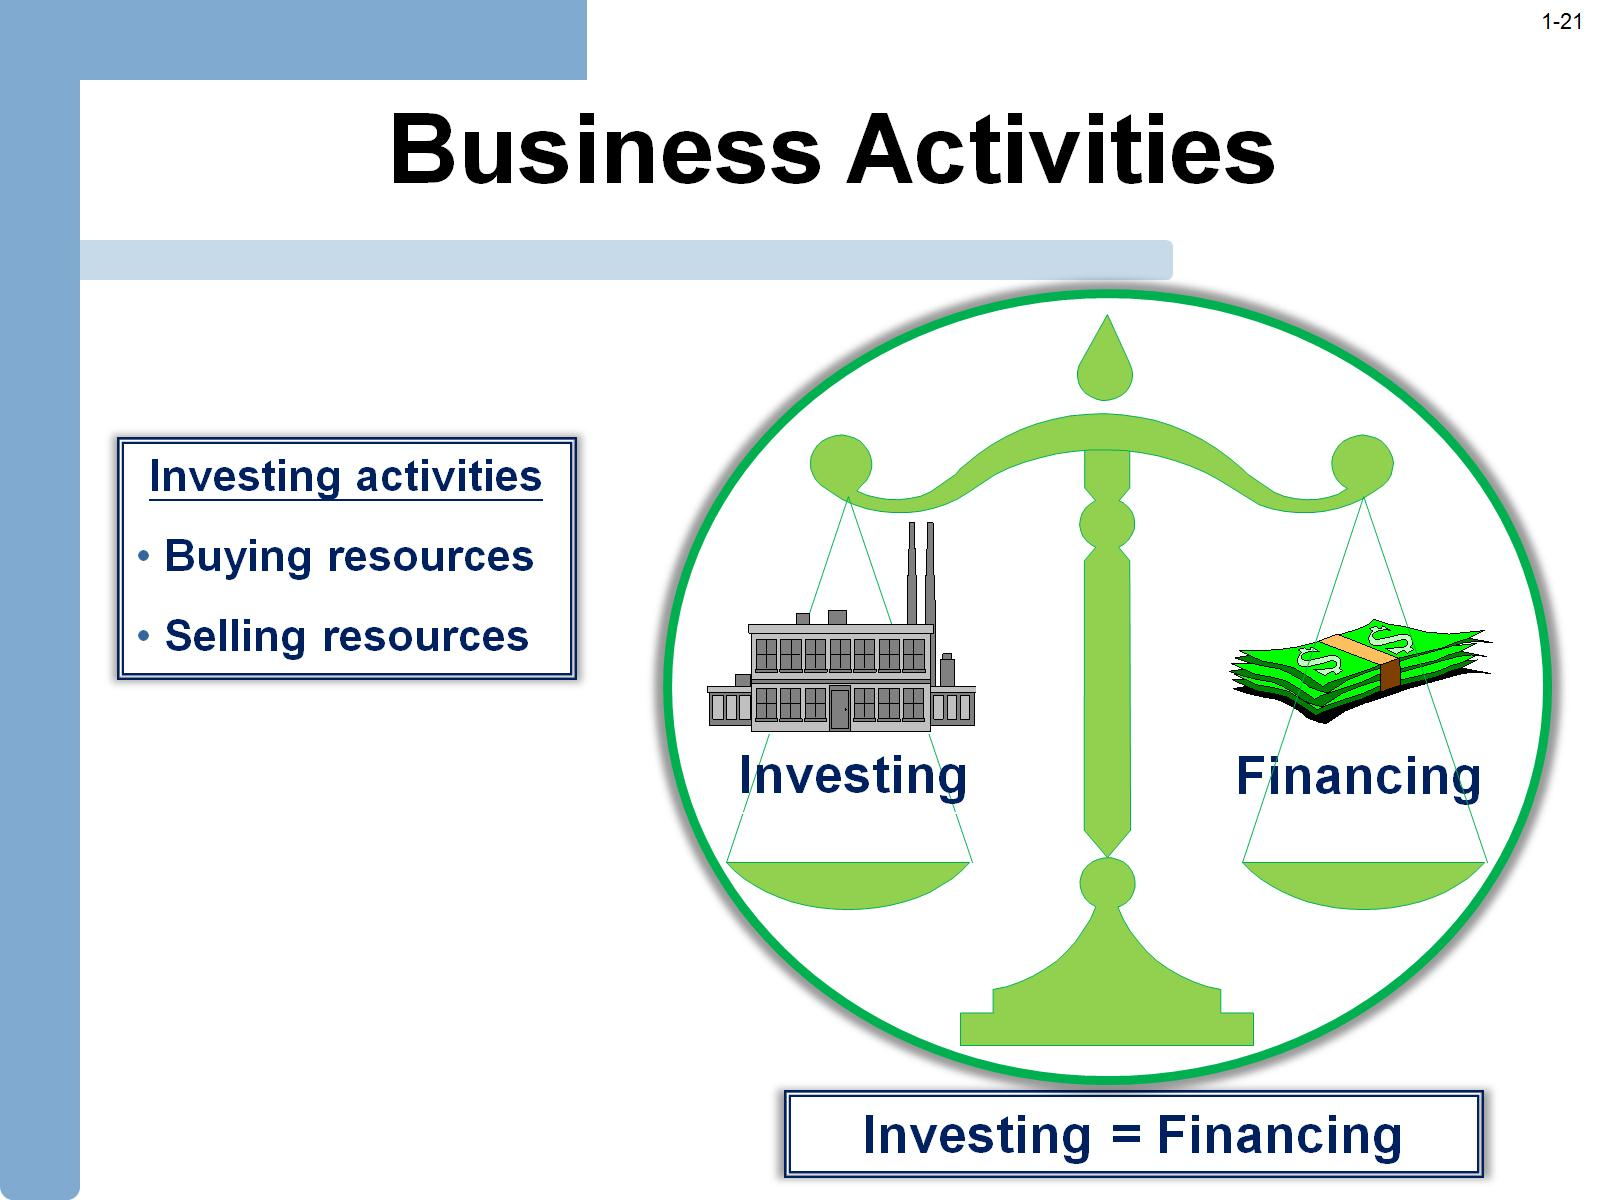 1-21
Business Activities
Investing activities
• Buying resources
• Selling resources
$ $
Investing
Financing
Investing = Financing